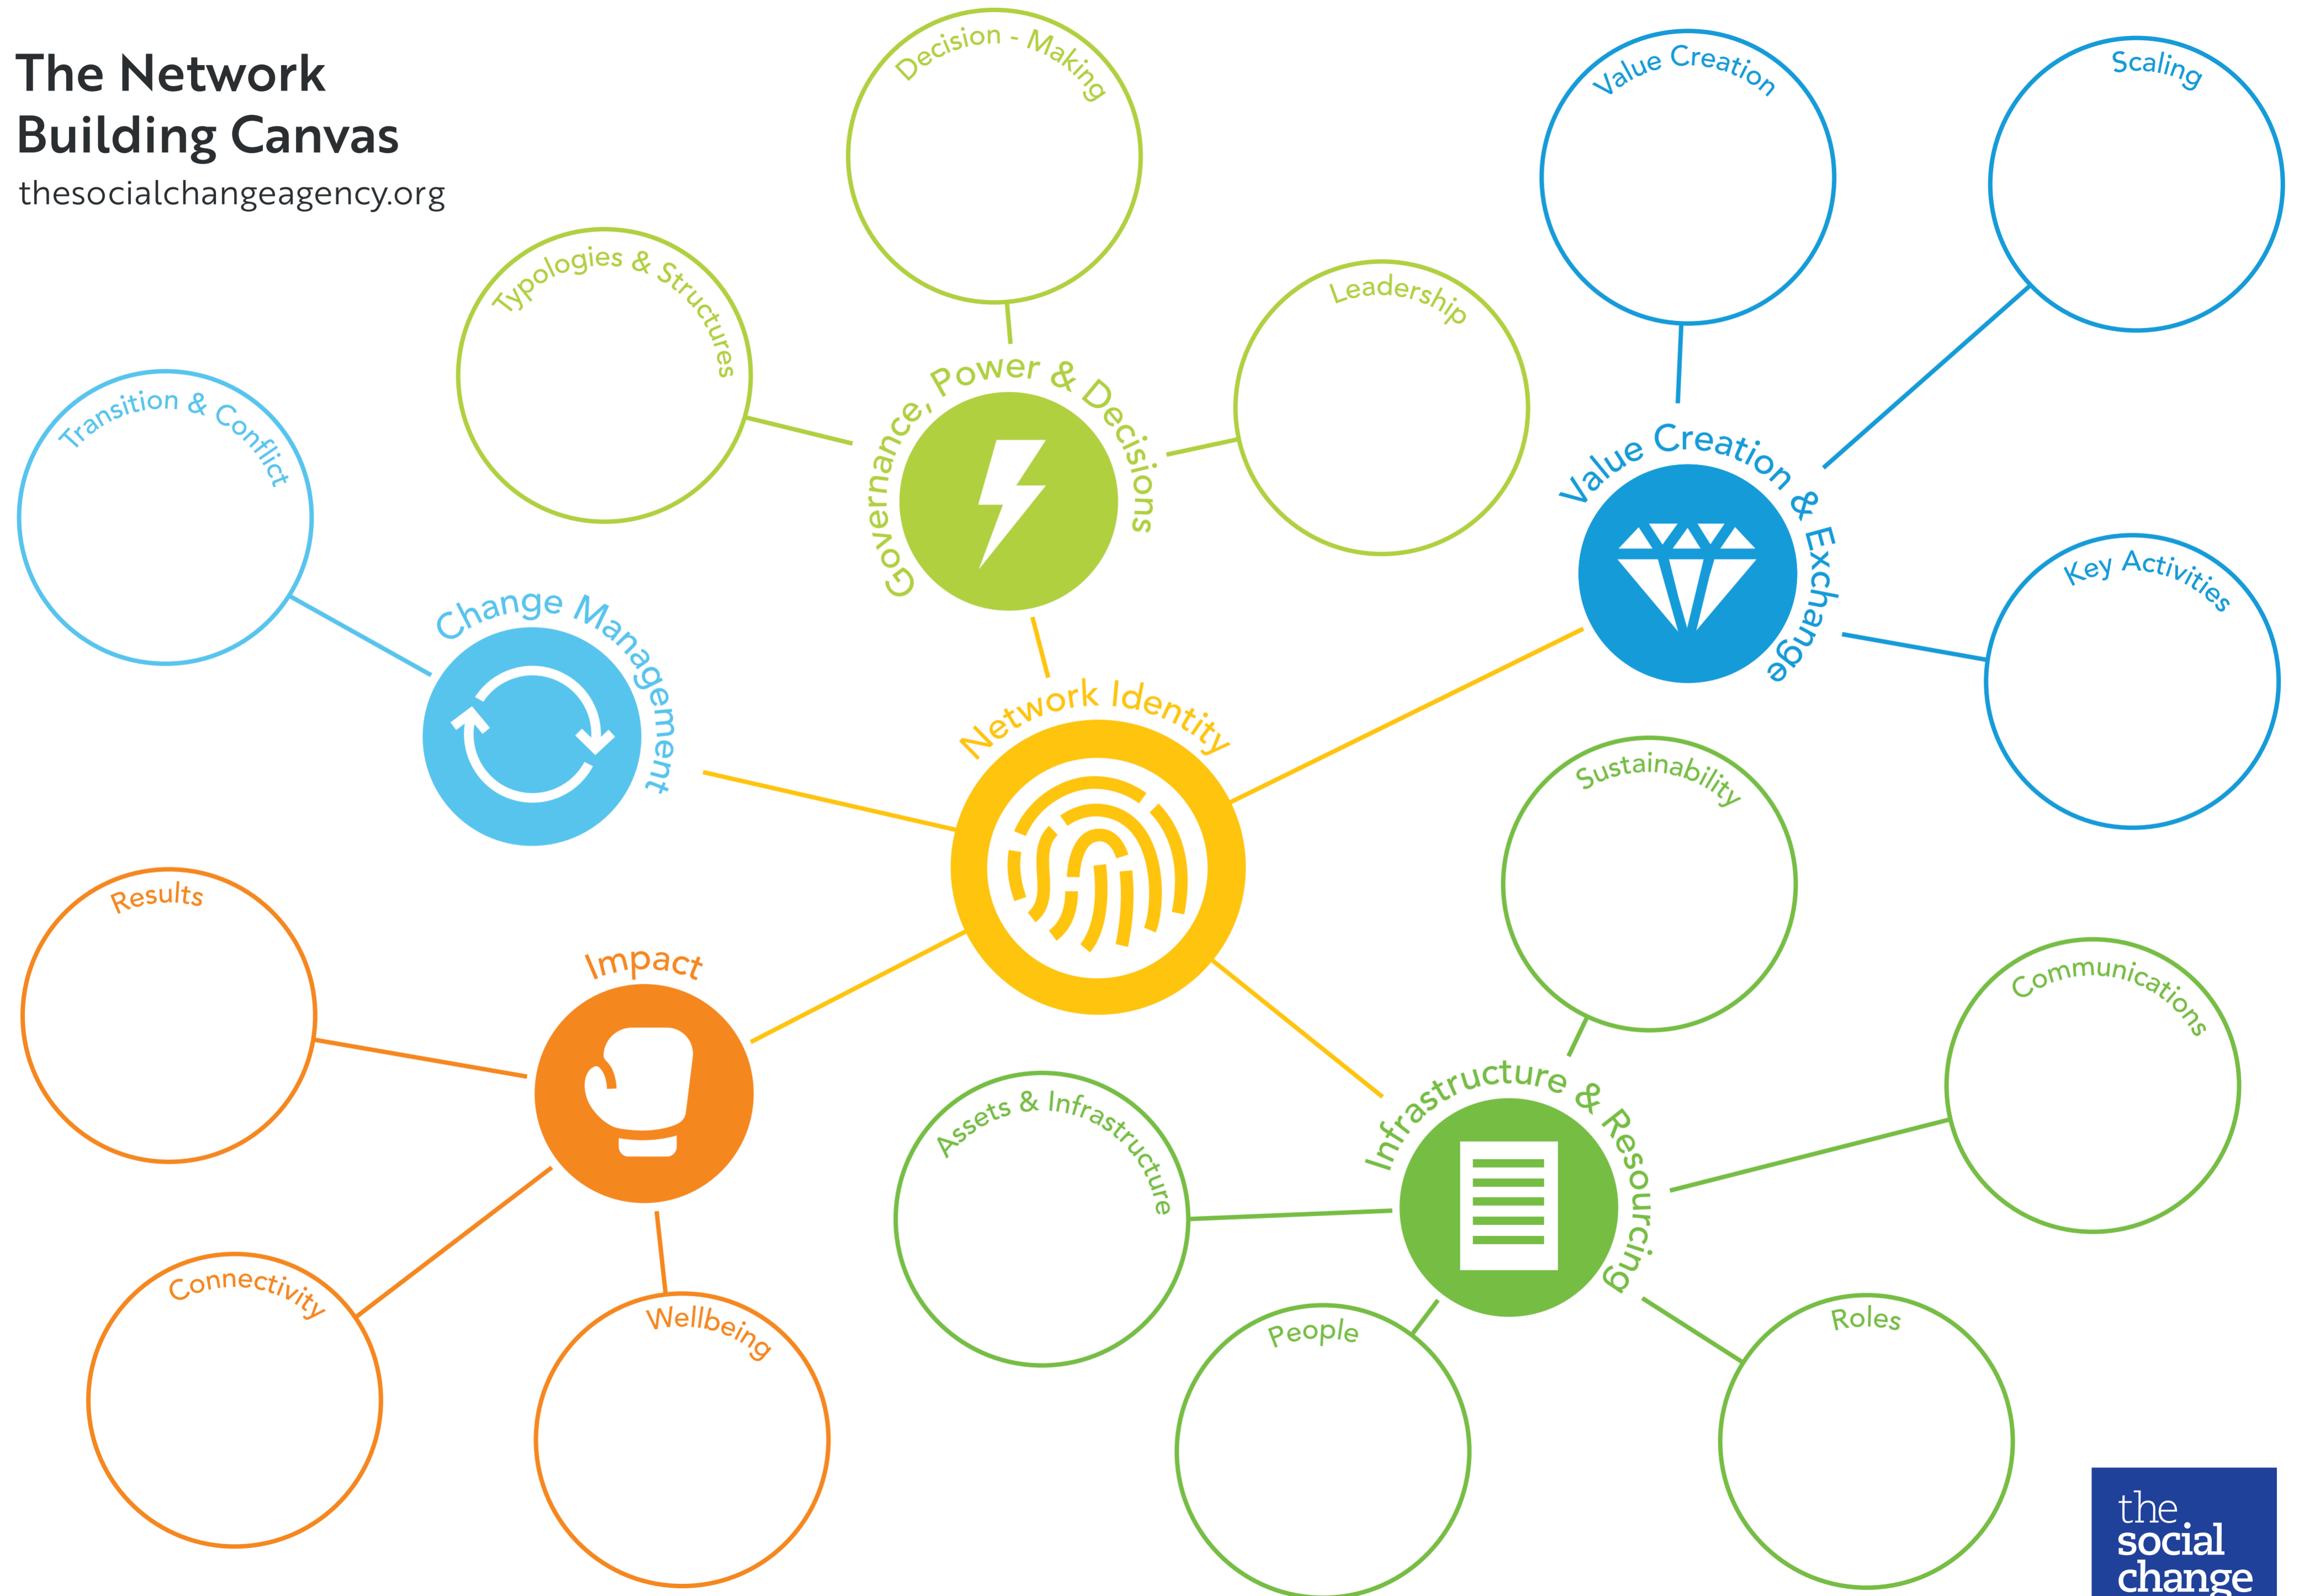 The Network
Building Canvas
thesocialchangeagency.org
Decision - Making
Value Creation
Scaling
Typologies & Structures
Leadership
Transition & Conflict
Governance, Power & Decisions
Value Creation & Exchange
Key Activities
Change Management
Network Identity
Sustainability
Results
Impact
Communications
Infrastructure & Resourcing
Assets & Infrastructure
Connectivity
Wellbeing
People
Roles
the
social
change